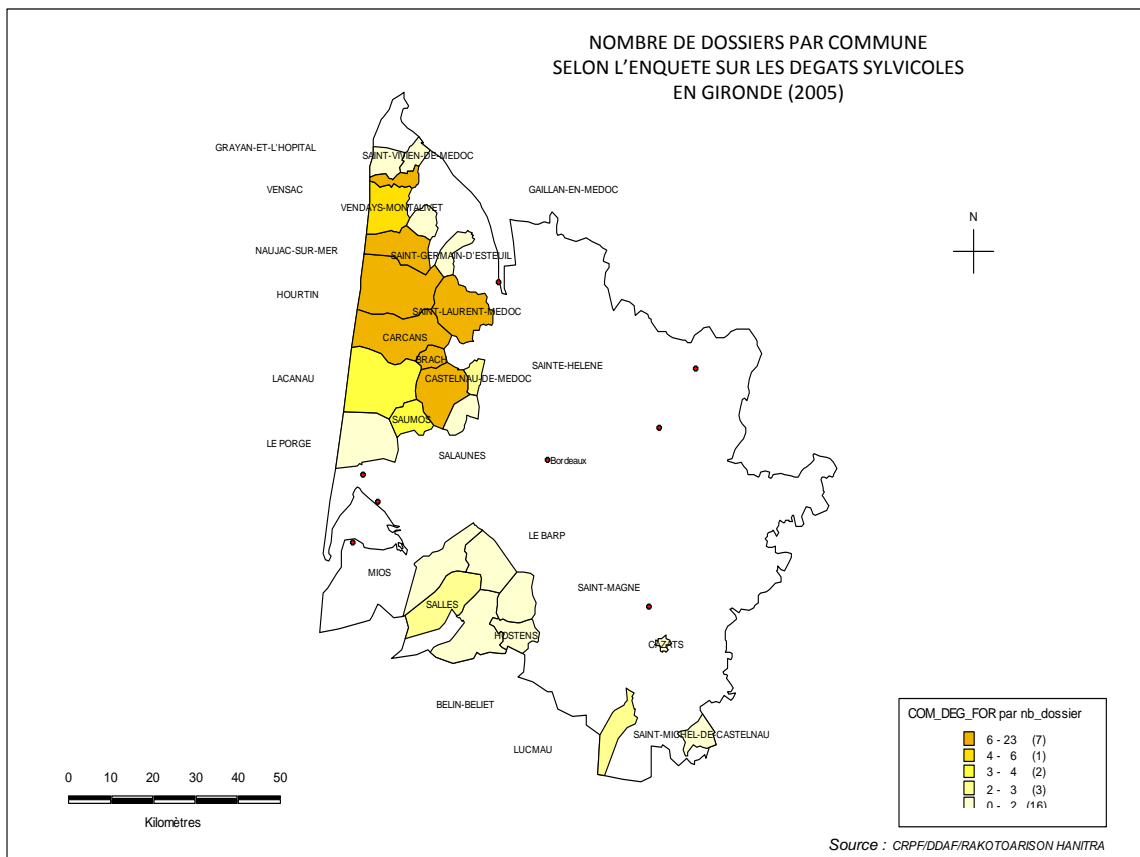 NOMBRE DE DOSSIERS PAR COMMUNE
SELON L'ENQUETE SUR LES DEGATS SYLVICOLES
EN GIRONDE (2005)
GRAYAN-ET-L'HOPITAL
SAINT-VIVIEN-DE-MEDOC
VENSAC
GAILLAN-EN-MEDOC
VENDAYS-MONTALIVET
N
NAUJAC-SUR-MER
SAINT-GERMAIN-D'ESTEUIL
HOURTIN
SAINT-LAURENT-MEDOC
CARCANS
BRACH
SAINTE-HELENE
LACANAU
CASTELNAU-DE-MEDOC
SAUMOS
LE PORGE
SALAUNES
Bordeaux
LE BARP
MIOS
SAINT-MAGNE
SALLES
HOSTENS
CAZATS
BELIN-BELIET
LUCMAU
SAINT-MICHEL-DE-CASTELNAU
COM_DEG_FOR par nb_dossier
6 - 23 (7)
4 - 6 (1)
3 - 4 (2)
2 - 3 (3)
0 - 2 (16)
0 10 20 30 40 50
Kilomètres
Source : CRPF/DDAF/RAKOTOARISON HANITRA